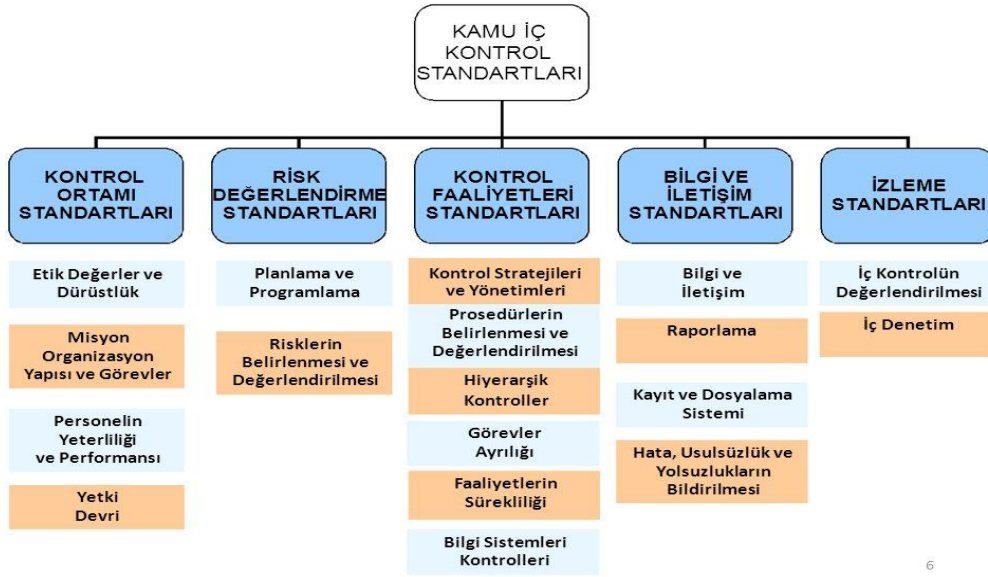 KAMU İÇ
KONTROL
STANDARTLARI
KONTROL
ORTAMI
STANDARTLARI
RİSK
DEĞERLENDİRME
STANDARTLARI
KONTROL
FAALİYETLERİ
STANDARTLARI
BİLGİ VE
İLETİŞİM
STANDARTLARI
İZLEME
STANDARTLARI
Etik Değerler ve
Dürüstlük
Misyon
Organizasyon
Yapısı ve Görevler
Personelin
Yeterliliği
ve Performansı
Yetki
Devri
Planlama ve
Programlama
Risklerin
Belirlenmesi ve
Değerlendirilmesi
Kontrol Stratejileri
ve Yönetimleri
Prosedürlerin
Belirlenmesi ve
Değerlendirilmesi
Hiyerarşik
Kontroller
Görevler
Ayrılığı
Faaliyetlerin
Sürekliliği
Bilgi Sistemleri
Kontrolleri
Bilgi ve
İletişim
Raporlama
Kayıt ve Dosyalama
Sistemi
Hata, Usulsüzlük ve
Yolsuzlukların
Bildirilmesi
İç Kontrolün
Değerlendirilmesi
İç Denetim
6